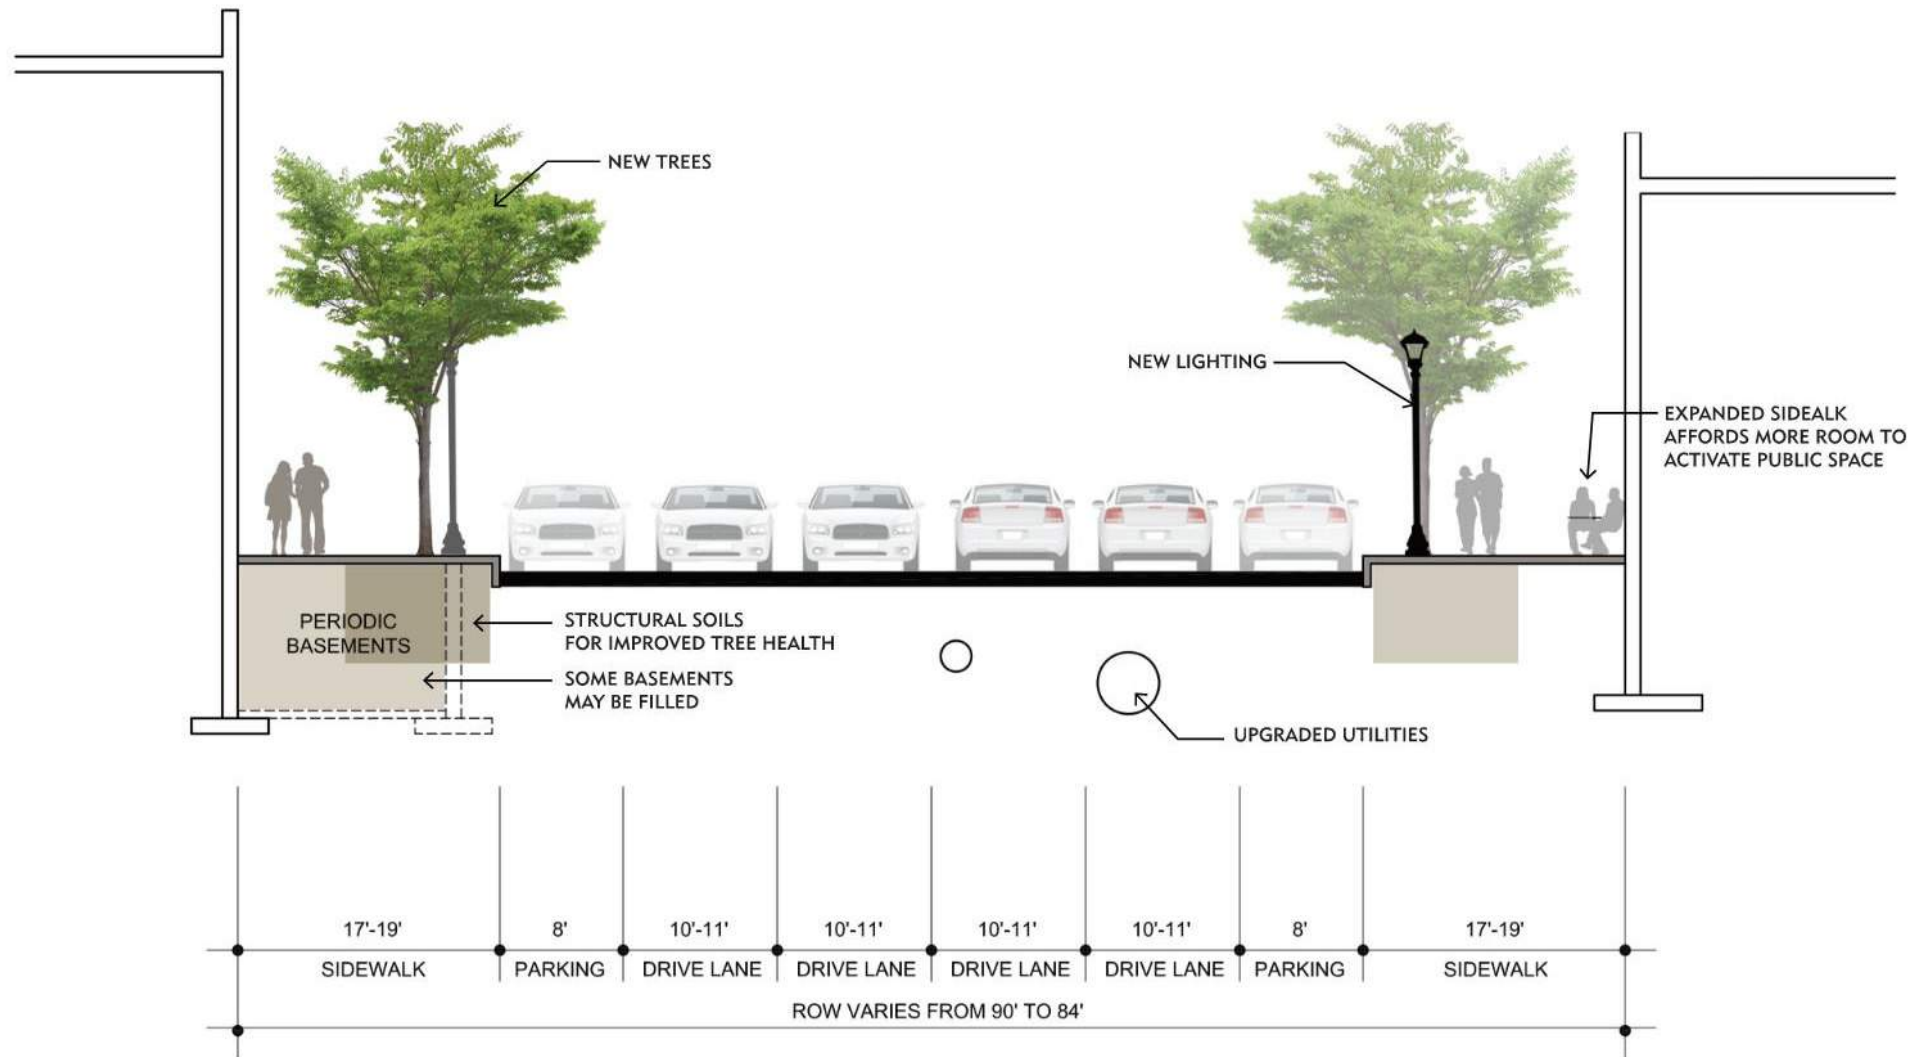 NEW TREES
NEW LIGHTING
EXPANDED SIDEALK
AFFORDS MORE ROOM TO
ACTIVATE PUBLIC SPACE
PERIODIC
BASEMENTS
STRUCTURAL SOILS
FOR IMPROVED TREE HEALTH
SOME BASEMENTS
MAY BE FILLED
UPGRADED UTILITIES
17'-19' 8' 10'-11' 10'-11' 10'-11' 10'-11' 8' 17'-19'
SIDEWALK PARKING DRIVE LANE DRIVE LANE DRIVE LANE DRIVE LANE PARKING SIDEWALK
ROW VARIES FROM 90' TO 84'